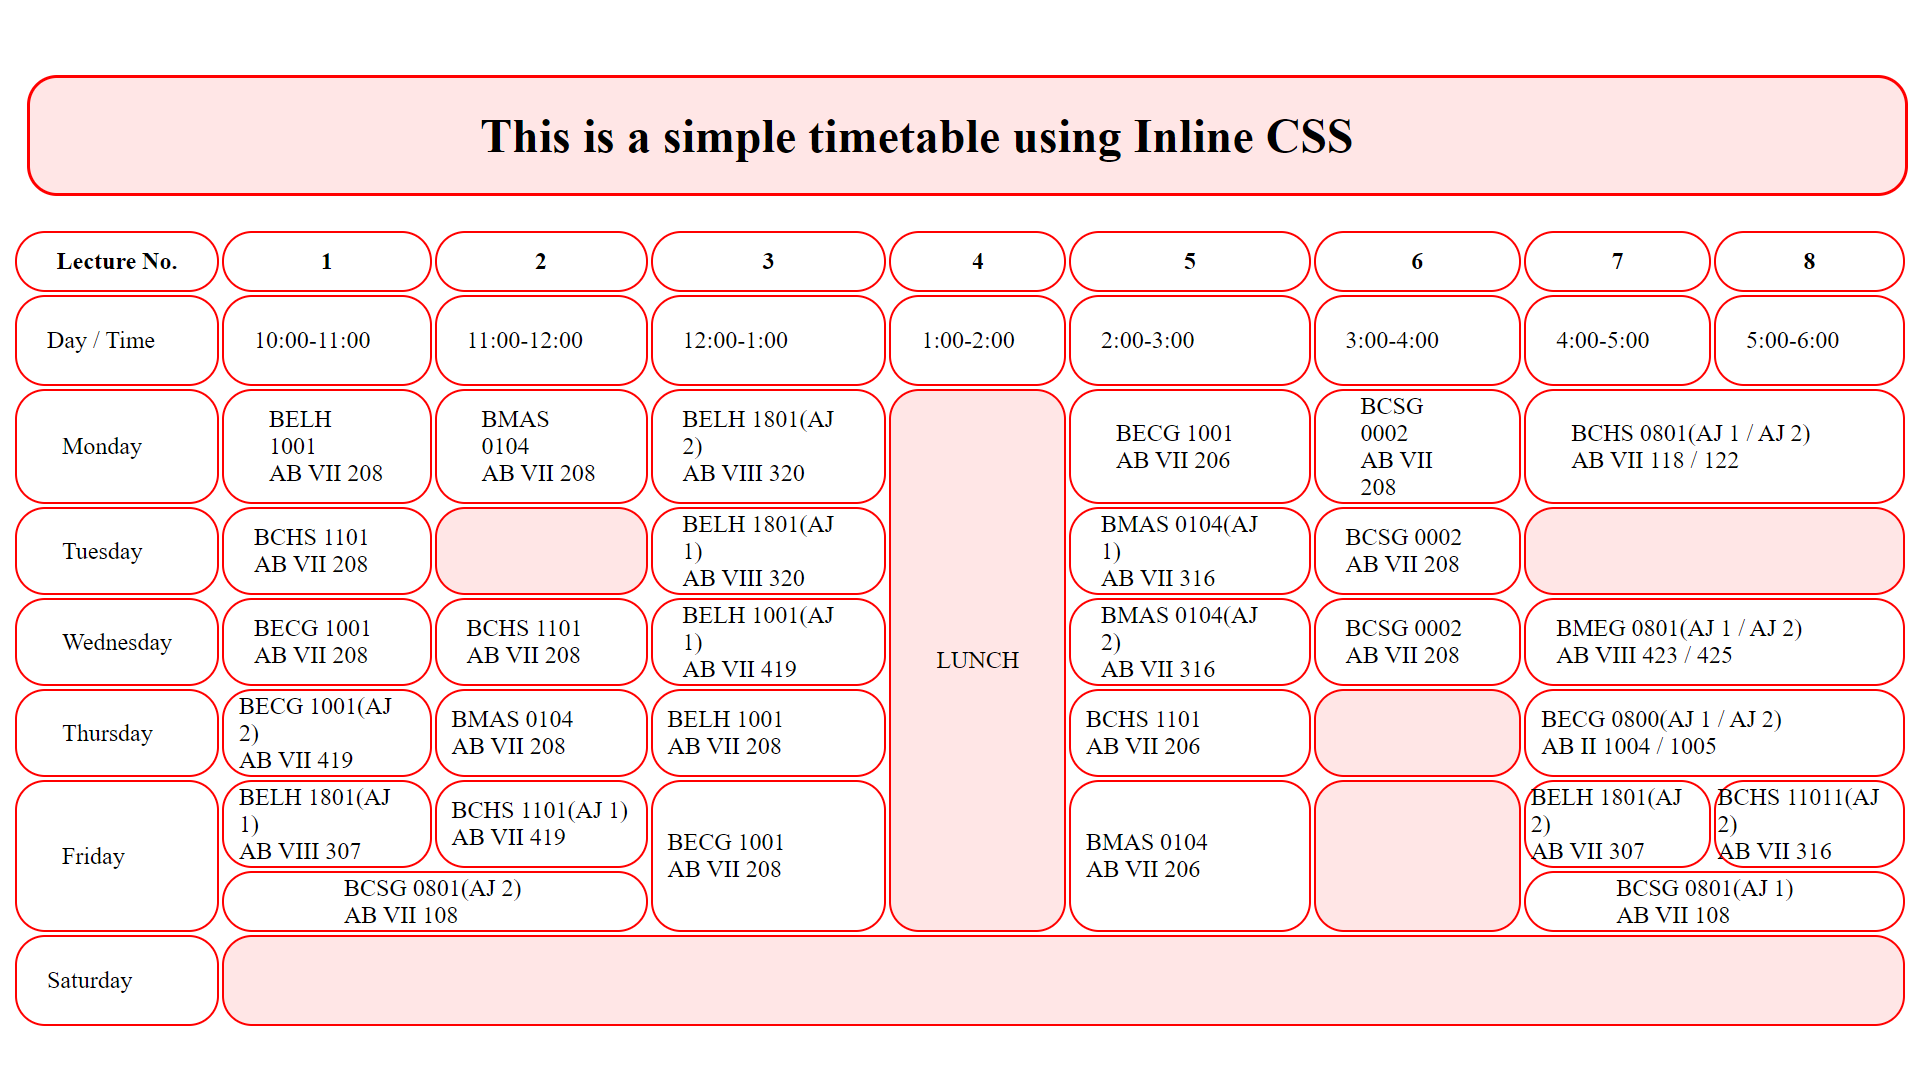 This is a simple timetable using Inline CSS
Lecture No. 1 2 3 4 5 6 7 8
Day / Time 10:00-11:00 11:00-12:00 12:00-1:00 1:00-2:00 2:00-3:00 3:00-4:00 4:00-5:00 5:00-6:00
Monday
BELH
1001
AB VII 208
BMAS
0104
AB VII 208
BELH 1801(AJ
2)
AB VIII 320
LUNCH
BECG 1001
AB VII 206
BCSG
0002
AB VII
208
BCHS 0801(AJ 1 / AJ 2)
AB VII 118 / 122
Tuesday
BCHS 1101
AB VII 208
BELH 1801(AJ
1)
AB VIII 320
BMAS 0104(AJ
1)
AB VII 316
BCSG 0002
AB VII 208
Wednesday
BECG 1001
AB VII 208
BCHS 1101
AB VII 208
BELH 1001(AJ
1)
AB VII 419
BMAS 0104(AJ
2)
AB VII 316
BCSG 0002
AB VII 208
BMEG 0801(AJ 1 / AJ 2)
AB VIII 423 / 425
Thursday
BECG 1001(AJ
2)
AB VII 419
BMAS 0104
AB VII 208
BELH 1001
AB VII 208
BCHS 1101
AB VII 206
BECG 0800(AJ 1 / AJ 2)
AB II 1004 / 1005
Friday
BELH 1801(AJ
1)
AB VIII 307
BCHS 1101(AJ 1)
AB VII 419
BECG 1001
AB VII 208
BMAS 0104
AB VII 206
BELH 1801(AJ
2)
AB VII 307
BCHS 11011(AJ
2)
AB VII 316
BCSG 0801(AJ 2)
AB VII 108
BCSG 0801(AJ 1)
AB VII 108
Saturday